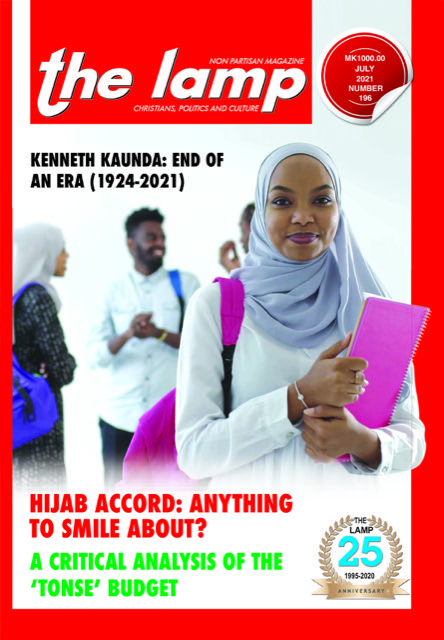 NON PARTISAN MAGAZINE
the lamp
CHRISTIANS, POLITICS AND CULTURE
MK1000.00
JULY
2021
NUMBER
196
KENNETH KAUNDA: END OF
AN ERA (1924-2021)
HIJAB ACCORD: ANYTHING
TO SMILE ABOUT?
A CRITICAL ANALYSIS OF THE
‘TONSE’ BUDGET
THE
LAMP
25
1995-2020
ANNIVERSARY